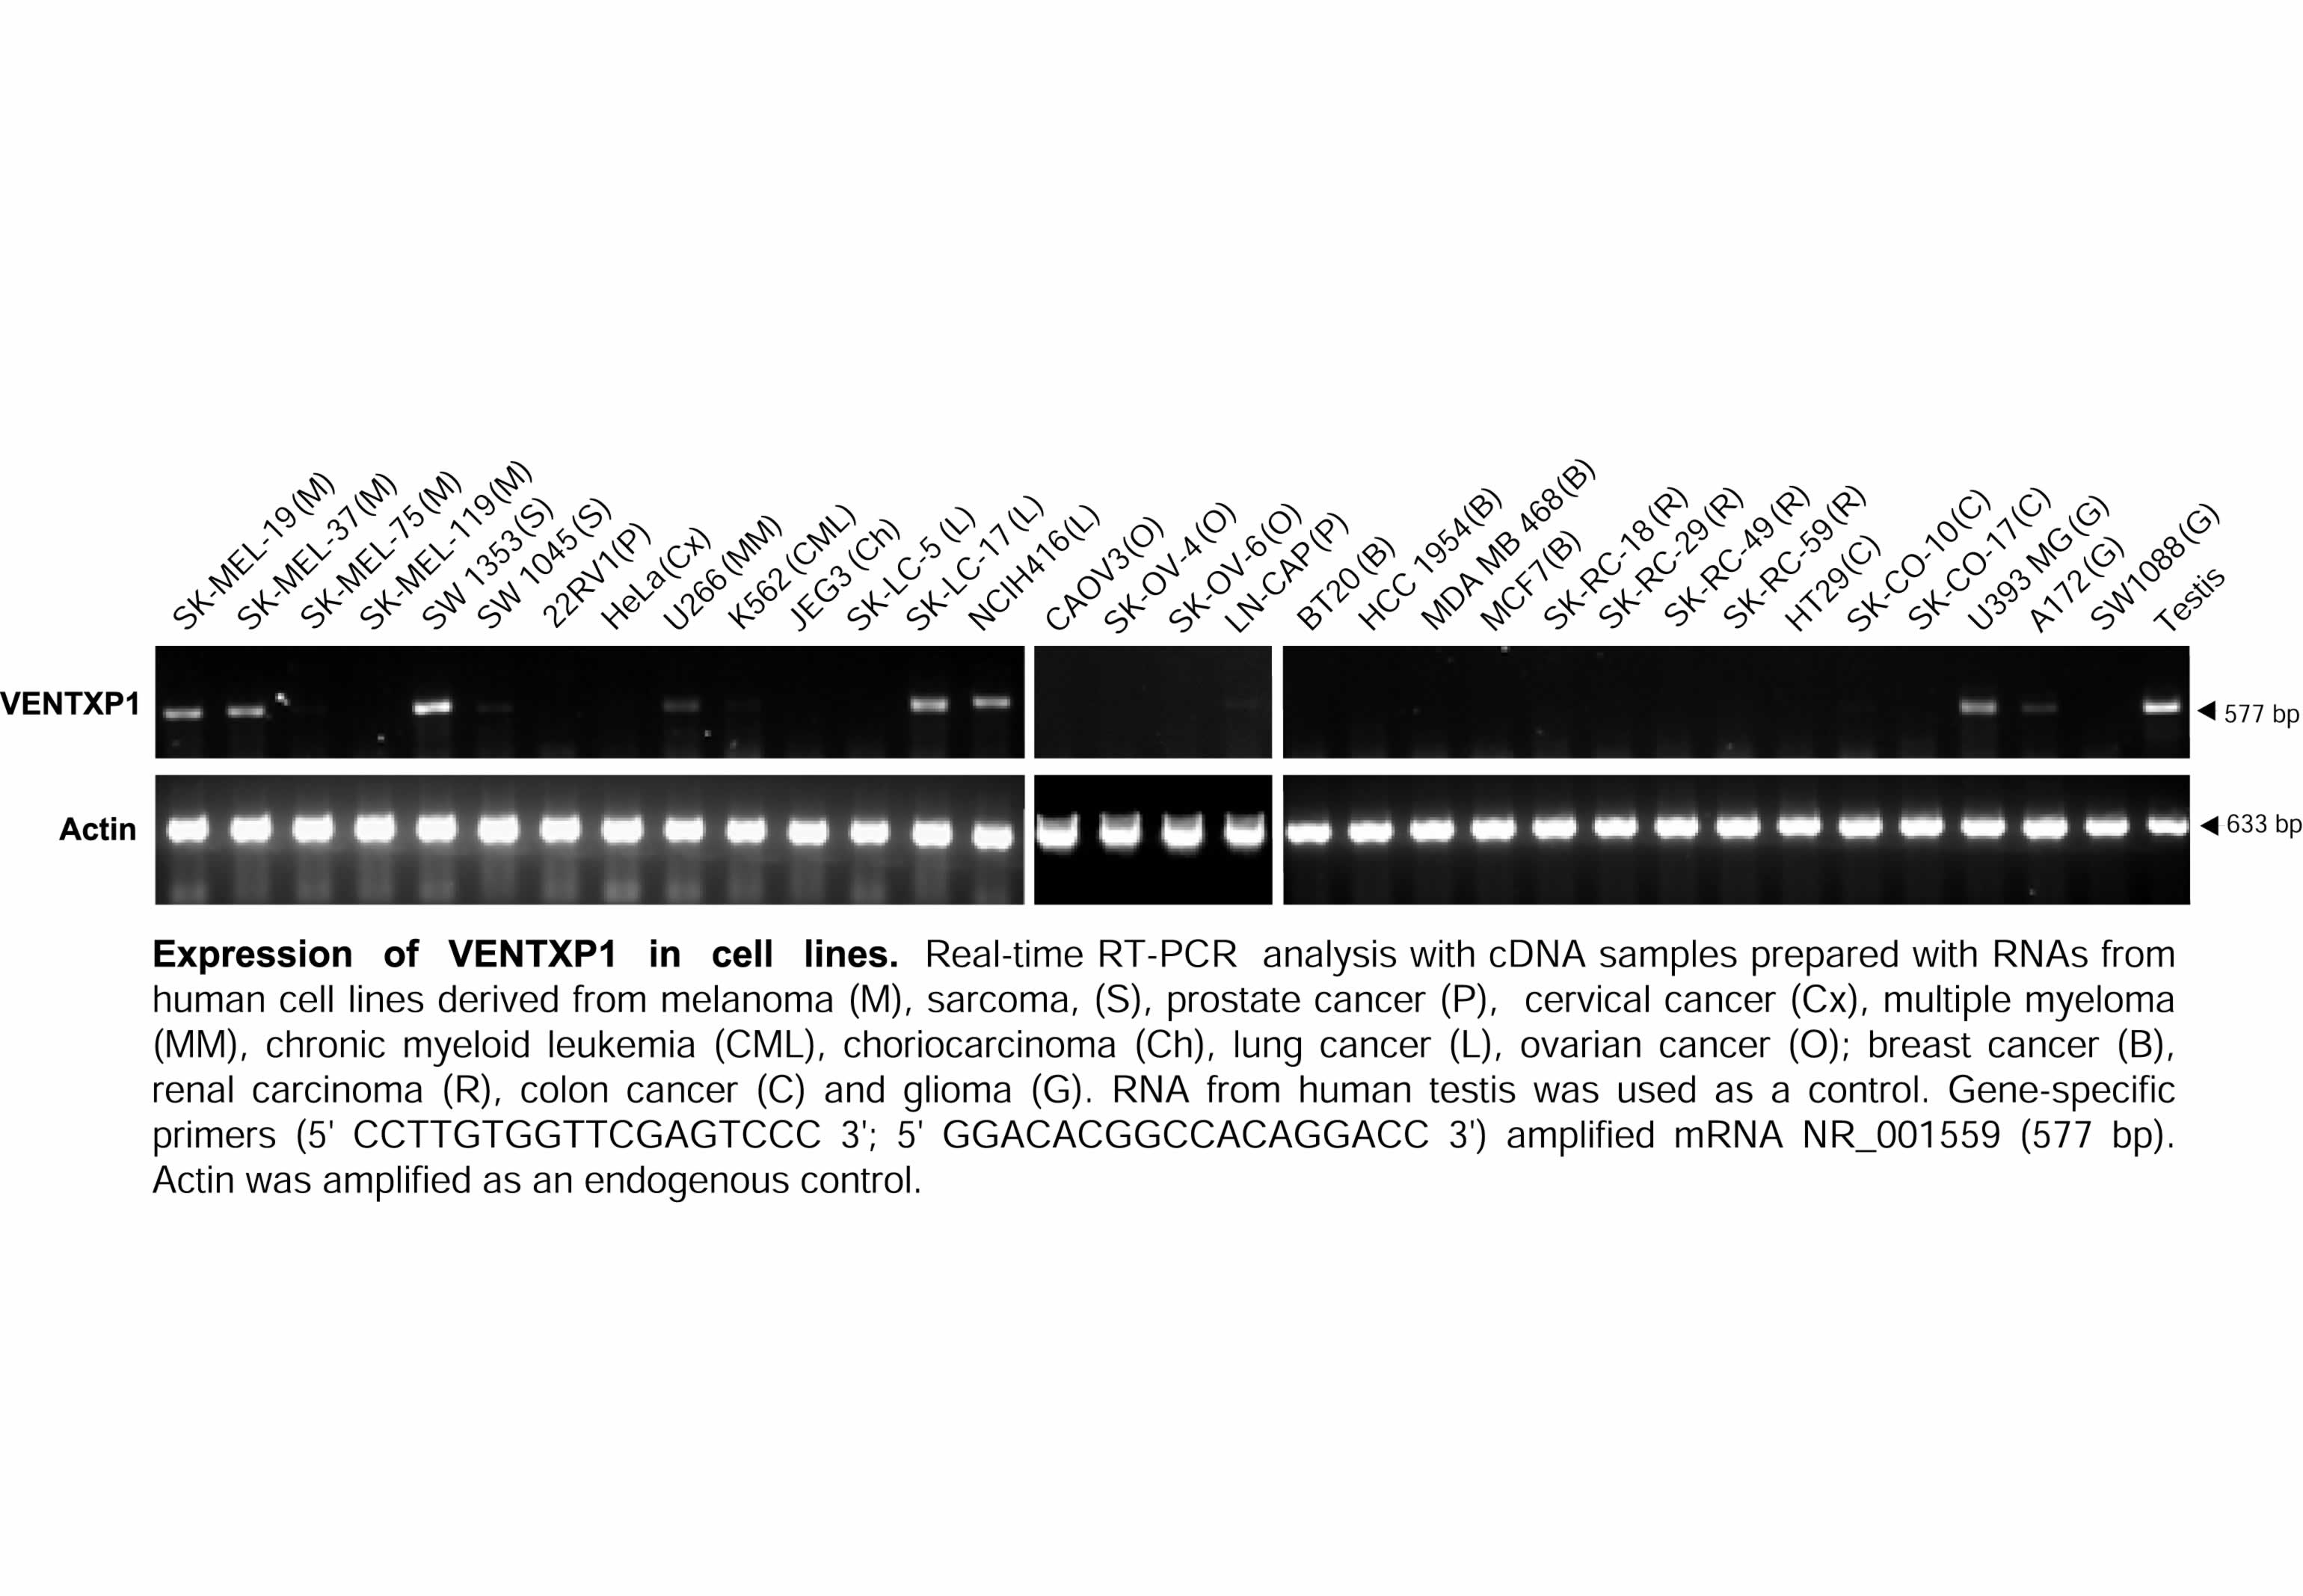 SK-MEL-19 (M)
SK-MEL-37 (M)
SK-MEL-75 (M)
SK-MEL-119 (M)
SW 1353 (S)
SW 1045 (S)
22RV1(P)
HeLa(Cx)
U266 (MM)
K562 (CML)
JEG3 (Ch)
SK-LC-5 (L)
SK-LC-17 (L)
NCIH416(L)
CAOV3(O)
SK-OV-4(O)
SK-OV-6(O)
LN-CAP(P)
BT20 (B)
HCC 1954(B)
MDA MB 468(B)
MCF7(B)
SK-RC-18 (R)
SK-RC-29 (R)
SK-RC-49 (R)
SK-RC-59 (R)
HT29(C)
SK-CO-10(C)
SK-CO-17(C)
U393 MG(G)
A172(G)
SW1088(G)
Testis
VENTXP1
577 bp
Actin
633 bp
Expression of VENTXP1 in cell lines. Real-time RT-PCR analysis with cDNA samples prepared with RNAs from
human cell lines derived from melanoma (M), sarcoma, (S), prostate cancer (P), cervical cancer (Cx), multiple myeloma
(MM), chronic myeloid leukemia (CML), choriocarcinoma (Ch), lung cancer (L), ovarian cancer (O); breast cancer (B),
renal carcinoma (R), colon cancer (C) and glioma (G). RNA from human testis was used as a control. Gene-specific
primers (5' CCTTGTGGTTCGAGTCCC 3'; 5' GGACACGGCCACAGGACC 3') amplified mRNA NR_001559 (577 bp).
Actin was amplified as an endogenous control.